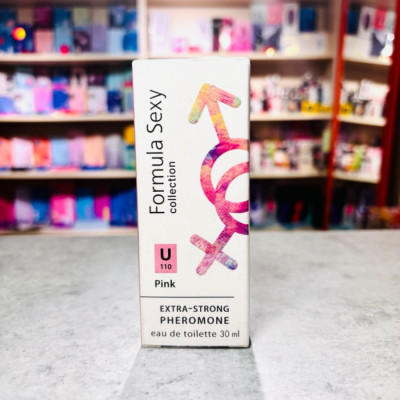 Formula Sexy
collection
U
110
Pink
EXTRA-STRONG
PHEROMONE
eau de toilette 30 ml